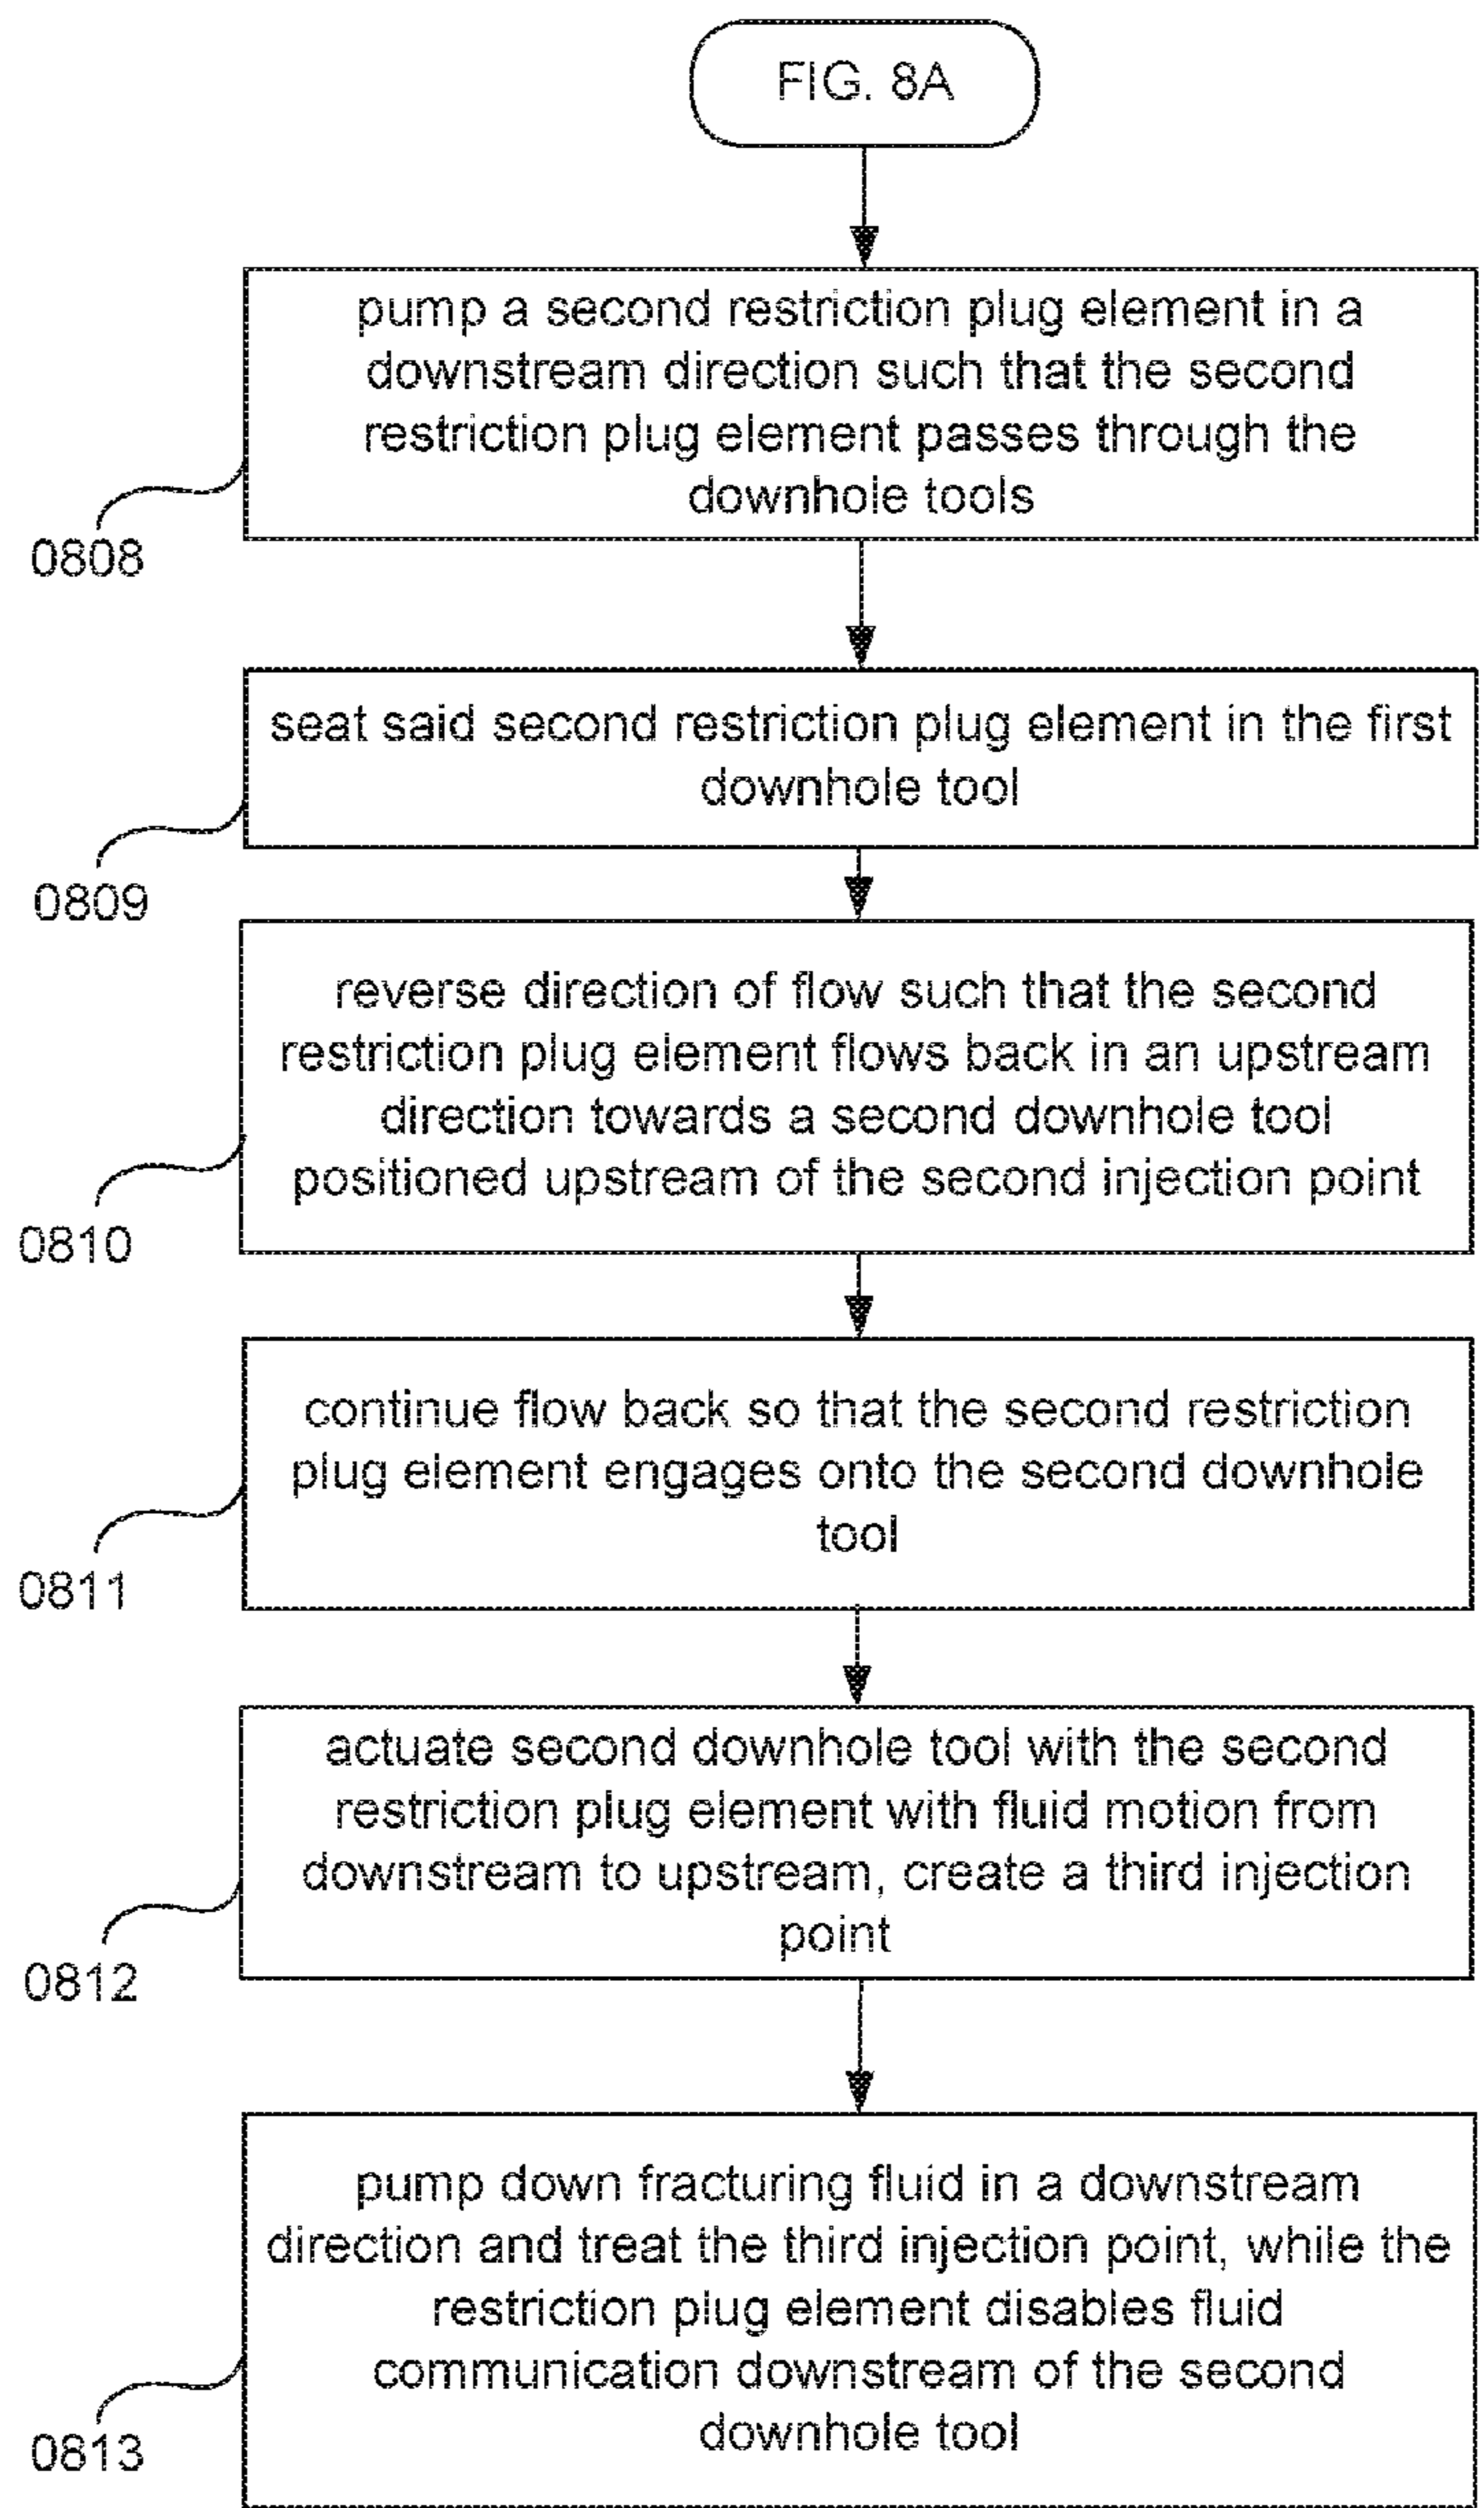 FIG. 8A
pump a second restriction plug element in a
downstream direction such that the second
restriction plug element passes through the
downhole tools
0808
seat said second restriction plug element in the first
downhole tool
0809
reverse direction of flow such that the second
restriction plug element flows back in an upstream
direction towards a second downhole tool
positioned upstream of the second injection point
0810
continue flow back so that the second restriction
plug element engages onto the second downhole
tool
0811
actuate second downhole tool with the second
restriction plug element with fluid motion from
downstream to upstream, create a third injection
point
0812
pump down fracturing fluid in a downstream
direction and treat the third injection point, while the
restriction plug element disables fluid
communication downstream of the second
downhole tool
0813